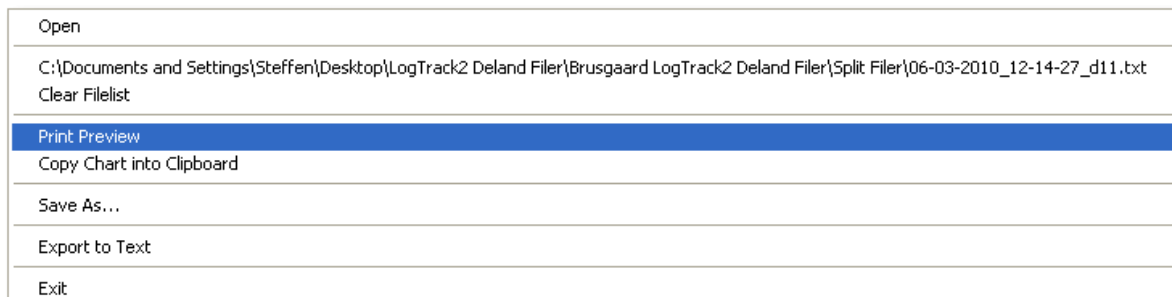 Open
C:\Documents and Settings\Steffen\Desktop\LogTrack2 Deland Filer\Brusgaard LogTrack2 Deland Filer\Split Filer\06-03-2010_12-14-27_d11.txt
Clear Filelist
Print Preview
Copy Chart into Clipboard
Save As...
Export to Text
Exit